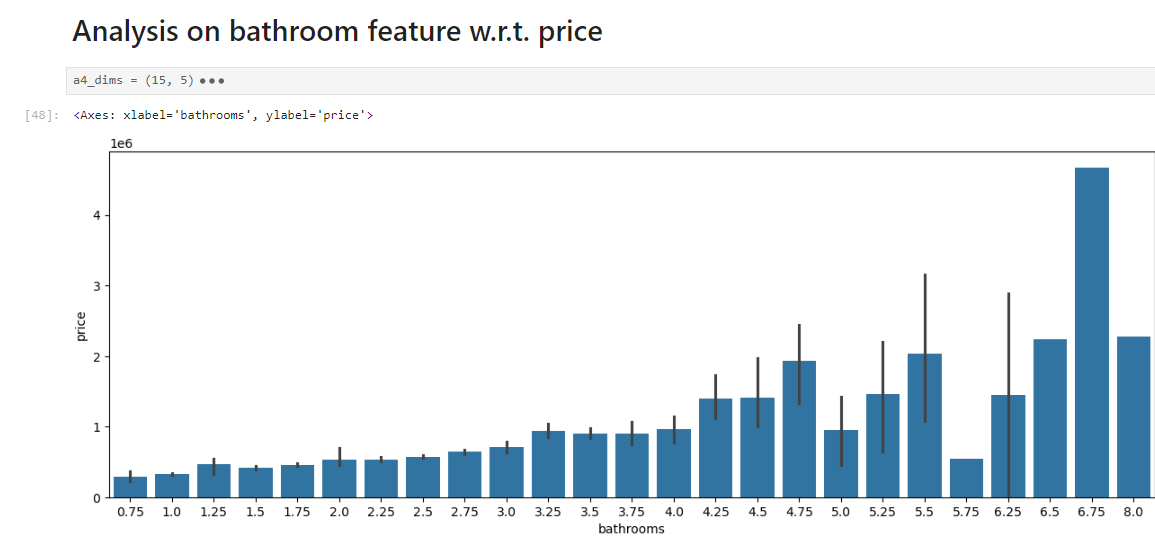 Analysis on bathroom feature w.r.t. price
a4_dims = (15, 5) •••
[48]: <Axes: xlabel='bathrooms', ylabel='price'>
1e6
4
3
2
1
0
price
0.75 1.0 1.25 1.5 1.75 2.0 2.25 2.5 2.75 3.0 3.25 3.5 3.75 4.0 4.25 4.5 4.75 5.0 5.25 5.5 5.75 6.25 6.5 6.75 8.0
bathrooms